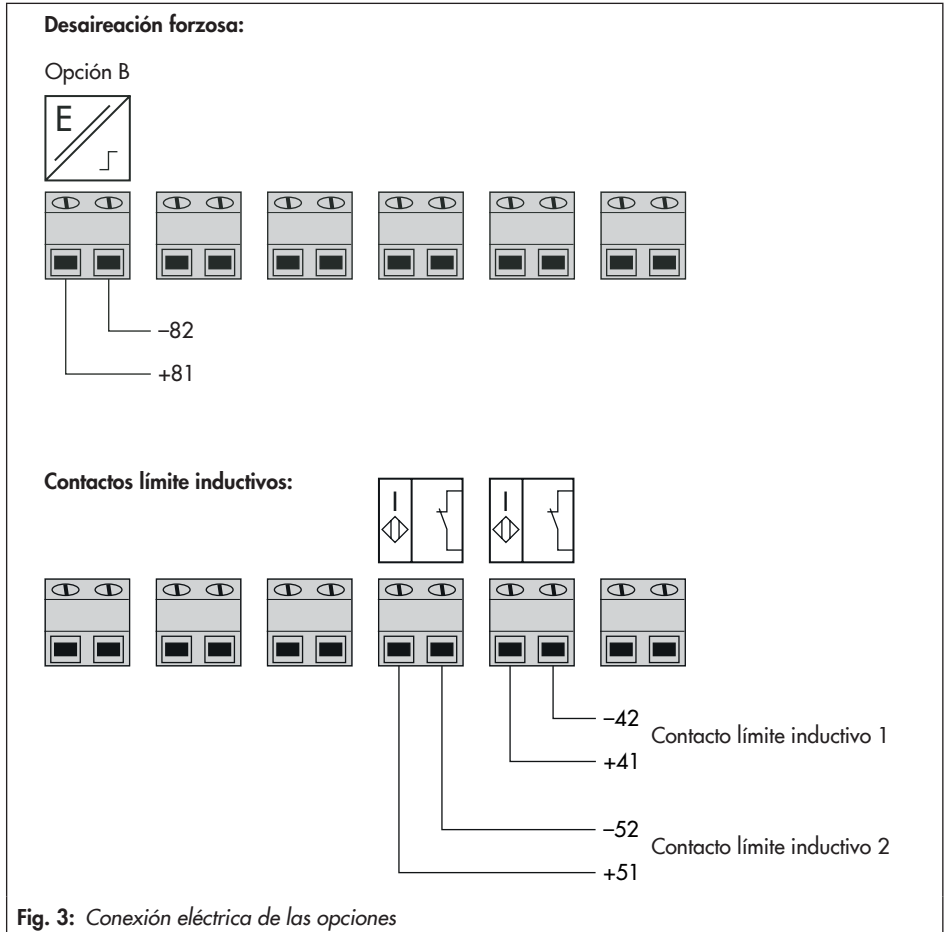 Desaireación forzosa:
Opción B
E
–82
+81
Contactos límite inductivos:
I I
–42
Contacto límite inductivo 1
+41
–52
Contacto límite inductivo 2
+51
Fig. 3: Conexión eléctrica de las opciones